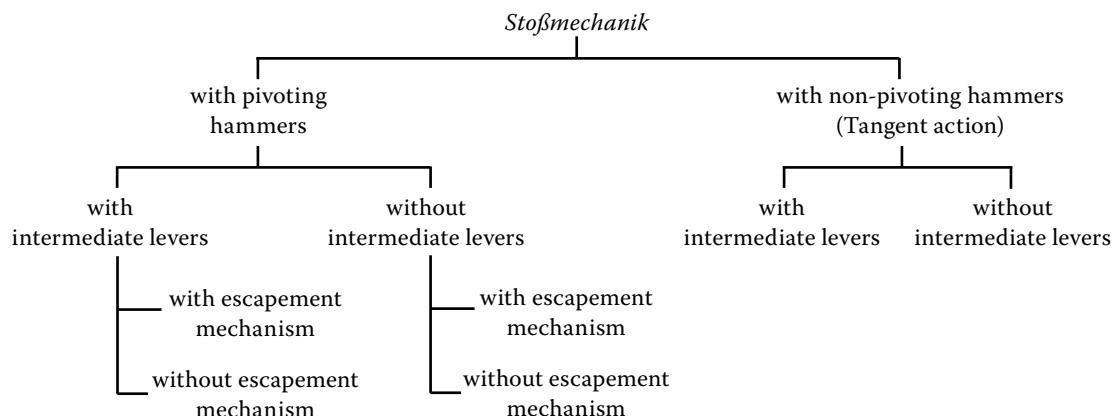 Stoßmechanik
with pivoting
hammers
with non-pivoting hammers
(Tangent action)
with
intermediate levers
without
intermediate levers
with
intermediate levers
without
intermediate levers
with escapement
mechanism
without escapement
mechanism
with escapement
mechanism
without escapement
mechanism